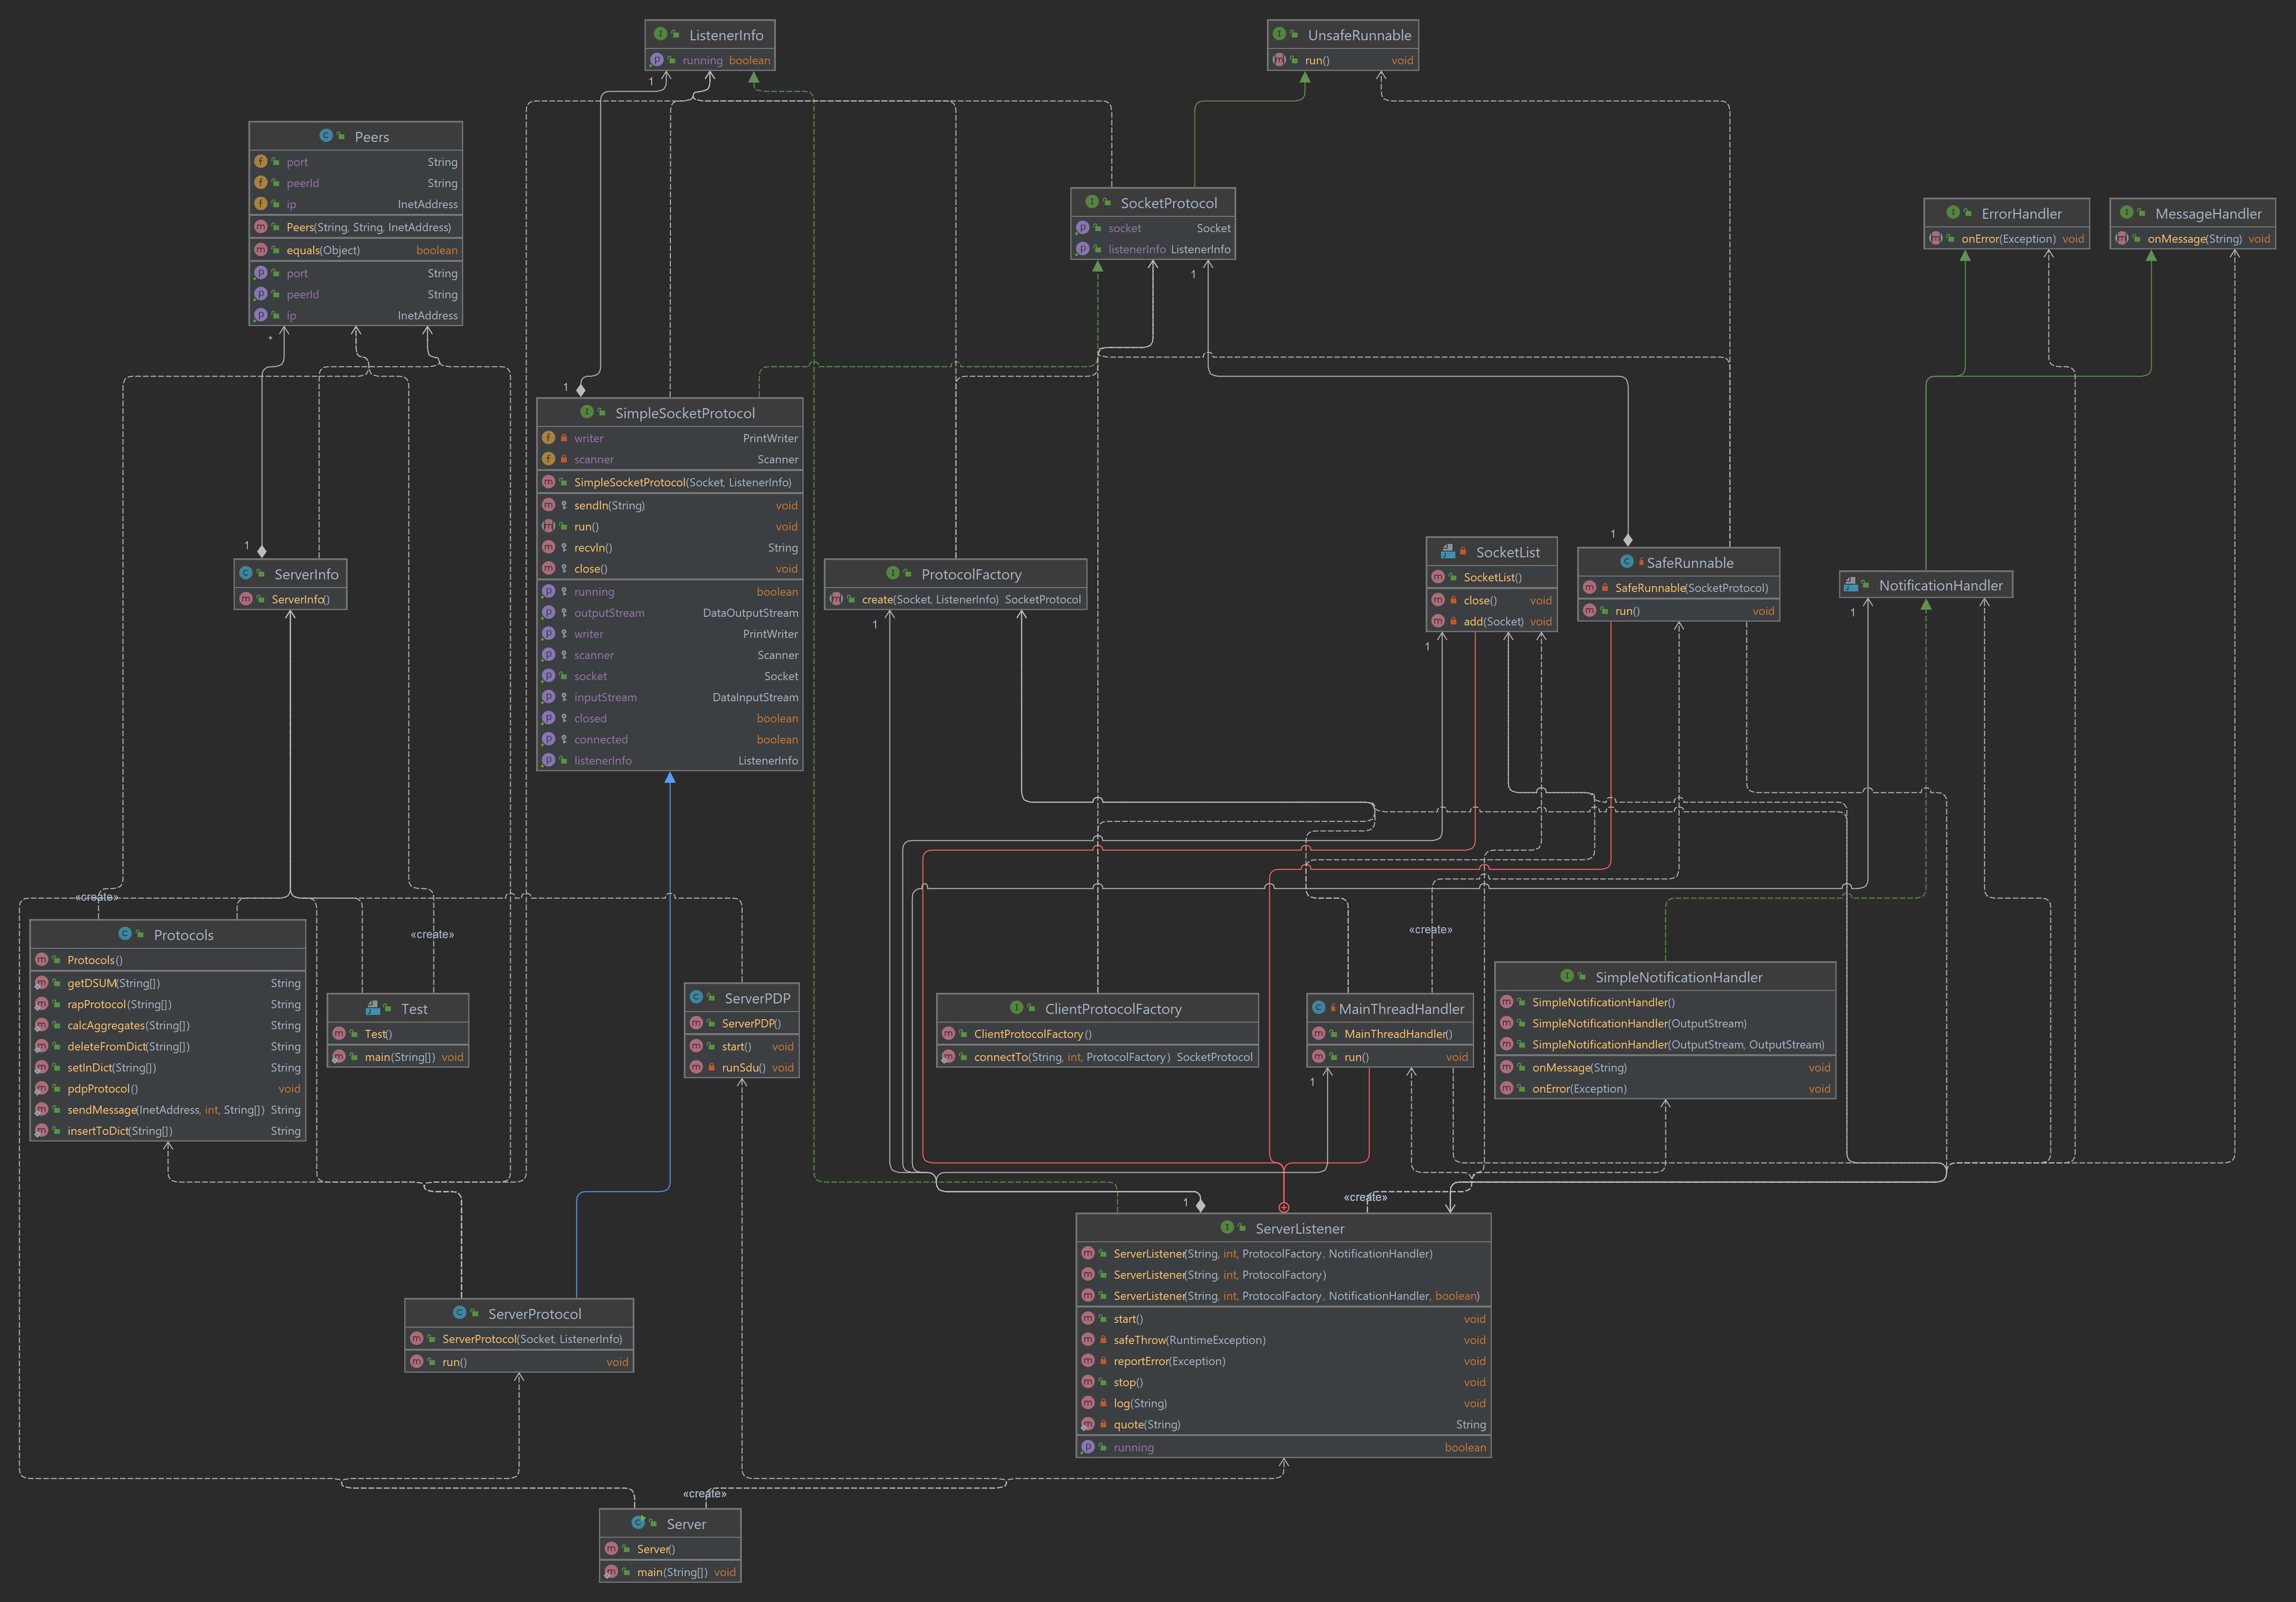 ListenerInfo
running boolean
1
UnsafeRunnable
run() void
Peers
port String
peerId String
ip InetAddress
Peers(String, String, InetAddress)
equals(Object) boolean
port String
peerId String
ip InetAddress
*
SocketProtocol
socket Socket
listenerInfo ListenerInfo
1
ErrorHandler
onError(Exception) void
MessageHandler
onMessage(String) void
1
SimpleSocketProtocol
writer PrintWriter
scanner Scanner
SimpleSocketProtocol(Socket, ListenerInfo)
sendln(String) void
run() void
recvln() String
close() void
running boolean
outputStream DataOutputStream
writer PrintWriter
scanner Scanner
socket Socket
inputStream DataInputStream
closed boolean
connected boolean
listenerInfo ListenerInfo
1
ServerInfo
ServerInfo()
ProtocolFactory
create(Socket, ListenerInfo) SocketProtocol
1
SocketList
SocketList()
close() void
add(Socket) void
1
1
SafeRunnable
SafeRunnable(SocketProtocol)
run() void
NotificationHandler
1
«create»
Protocols
Protocols()
getDSUM(String[]) String
rapProtocol(String[]) String
calcAggregates(String[]) String
deleteFromDict(String[]) String
setInDict(String[]) String
pdpProtocol() void
sendMessage(InetAddress, int, String[]) String
insertToDict(String[]) String
«create»
Test
Test()
main(String[]) void
ServerPDP
ServerPDP()
start() void
runSdu() void
ClientProtocolFactory
ClientProtocolFactory()
connectTo(String, int, ProtocolFactory) SocketProtocol
«create»
MainThreadHandler
MainThreadHandler()
run() void
1
SimpleNotificationHandler
SimpleNotificationHandler()
SimpleNotificationHandler(OutputStream)
SimpleNotificationHandler(OutputStream, OutputStream)
onMessage(String) void
onError(Exception) void
1
«create»
ServerListener
ServerListener(String, int, ProtocolFactory, NotificationHandler)
ServerListener(String, int, ProtocolFactory)
ServerListener(String, int, ProtocolFactory, NotificationHandler, boolean)
start() void
safeThrow(RuntimeException) void
reportError(Exception) void
stop() void
log(String) void
quote(String) String
running boolean
ServerProtocol
ServerProtocol(Socket, ListenerInfo)
run() void
«create»
Server
Server()
main(String[]) void